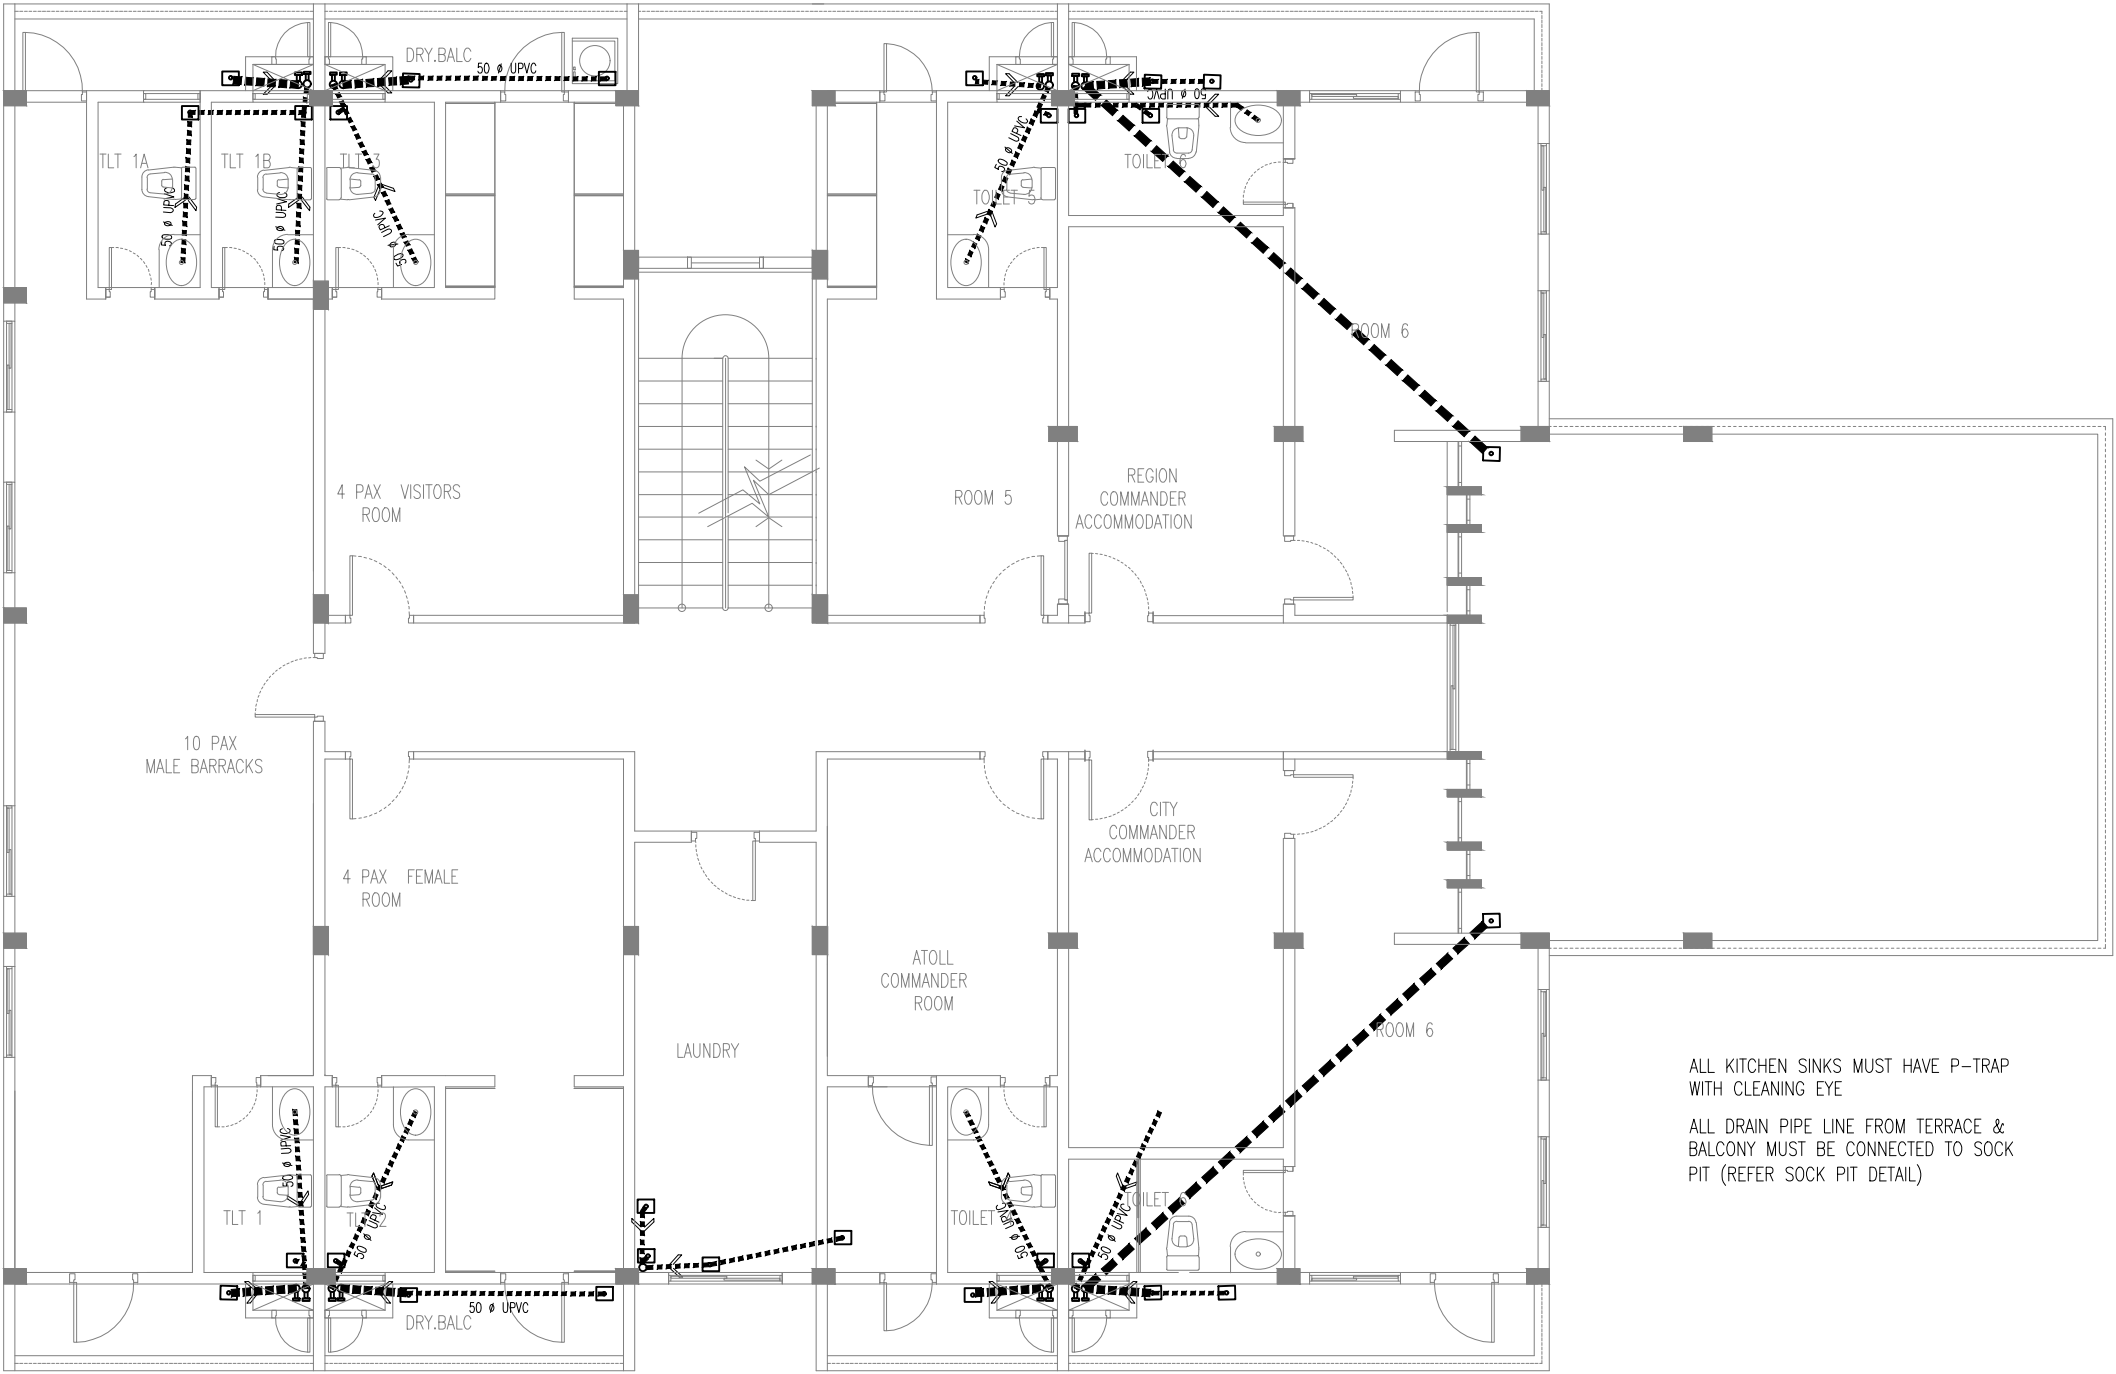 DRY.BALC
50 ø UPVC
50 ø UPVC
TLT 1A
TLT 1B
TLT 3
50 ø UPVC
50 ø UPVC
50 ø UPVC
50 ø UPVC
TOILET 5
TOILET 6
ROOM 6
4 PAX VISITORS
ROOM
ROOM 5
REGION
COMMANDER
ACCOMMODATION
10 PAX
MALE BARRACKS
4 PAX FEMALE
ROOM
CITY
COMMANDER
ACCOMMODATION
ATOLL
COMMANDER
ROOM
LAUNDRY
ROOM 6
ALL KITCHEN SINKS MUST HAVE P-TRAP
WITH CLEANING EYE
ALL DRAIN PIPE LINE FROM TERRACE &
BALCONY MUST BE CONNECTED TO SOCK
PIT (REFER SOCK PIT DETAIL)
50 ø UPVC
TLT 1
TLT 2
50 ø UPVC
TOILET
50 ø UPVC
TOILET 6
50 ø UPVC
50 ø UPVC
DRY.BALC